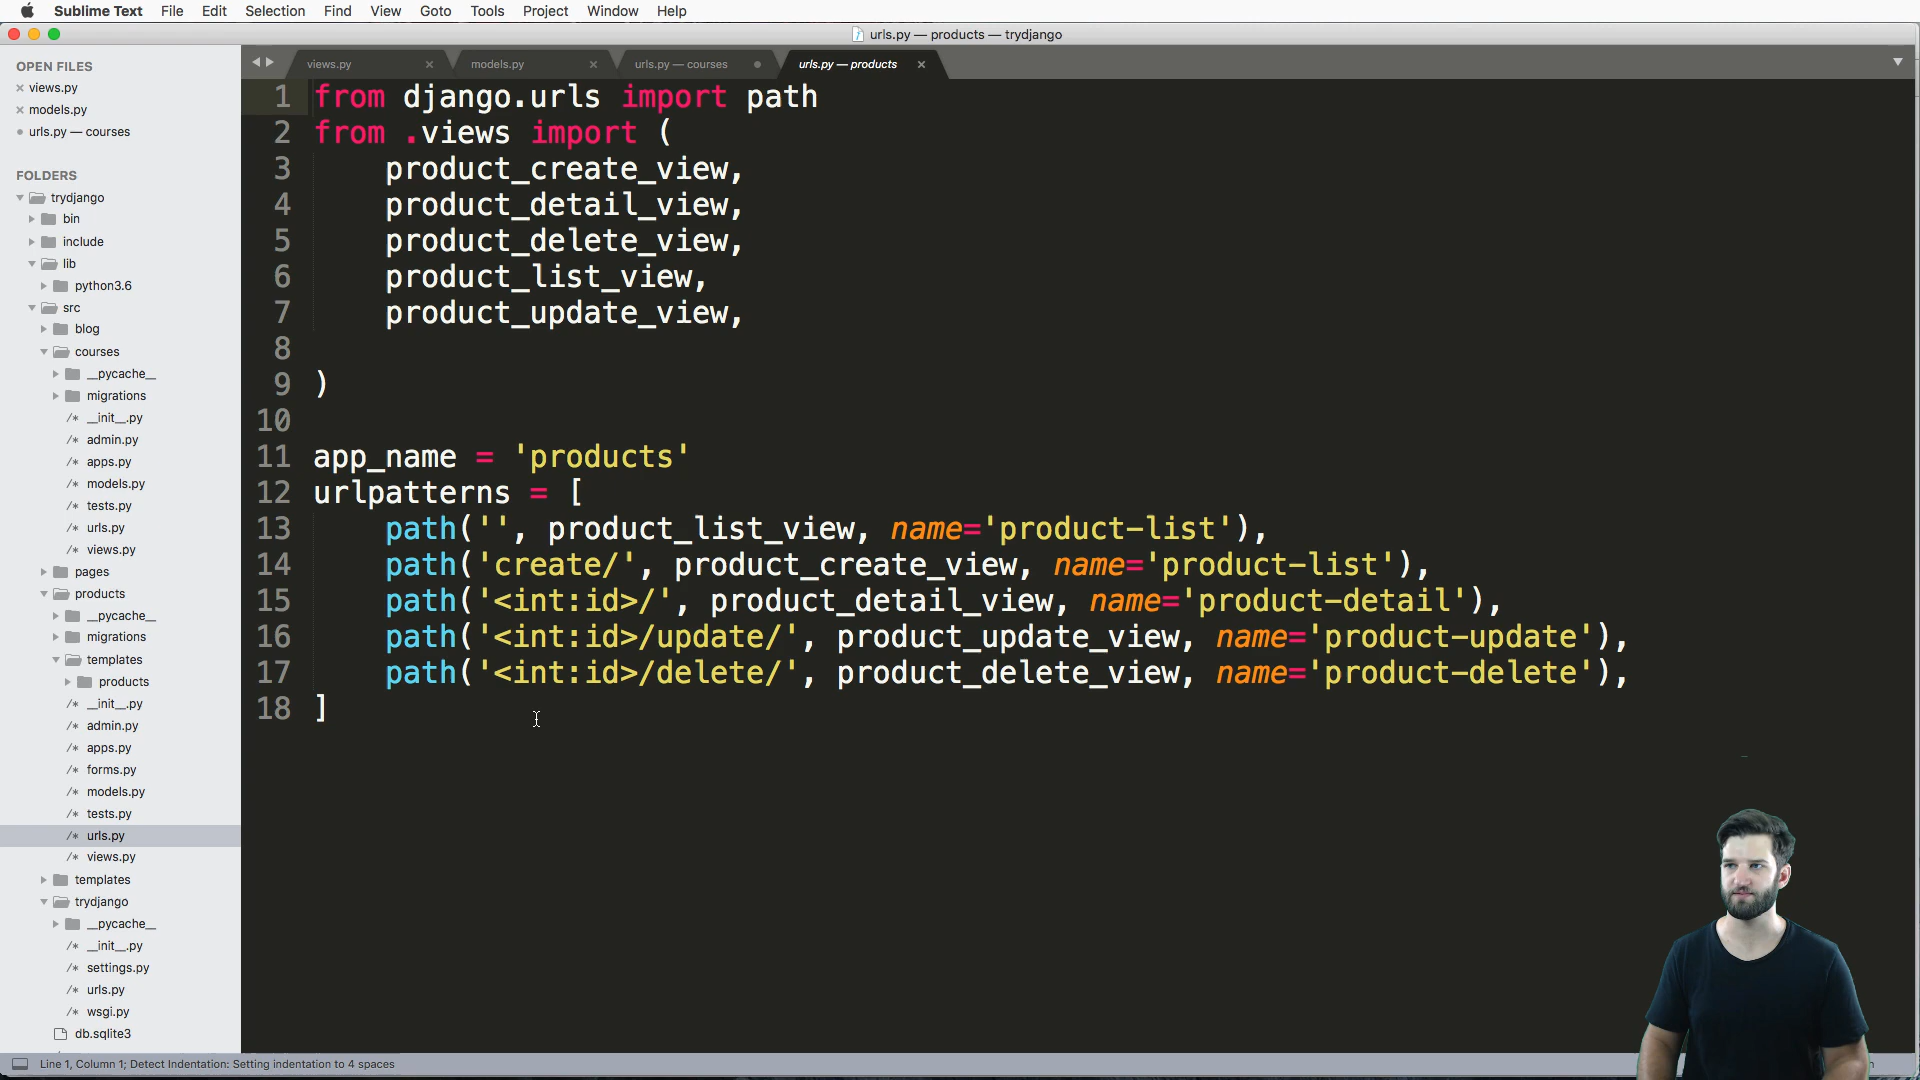 Sublime Text File Edit Selection Find View Goto Tools Project Window Help
urls.py — products — trydjango
OPEN FILES
views.py
models.py
urls.py — courses
FOLDERS
trydjango
bin
include
lib
python3.6
src
blog
courses
__pycache__
migrations
/* __init__.py
/* admin.py
/* apps.py
/* models.py
/* tests.py
/* urls.py
/* views.py
pages
products
__pycache__
migrations
templates
products
/* __init__.py
/* admin.py
/* apps.py
/* forms.py
/* models.py
/* tests.py
/* urls.py
/* views.py
templates
trydjango
__pycache__
/* __init__.py
/* settings.py
/* urls.py
/* wsgi.py
db.sqlite3
views.py models.py urls.py — courses urls.py — products
1 from django.urls import path
2 from .views import (
3 product_create_view,
4 product_detail_view,
5 product_delete_view,
6 product_list_view,
7 product_update_view,
8
9 )
10
11 app_name = 'products'
12 urlpatterns = [
13 path('', product_list_view, name='product-list'),
14 path('create/', product_create_view, name='product-list'),
15 path('<int:id>/', product_detail_view, name='product-detail'),
16 path('<int:id>/update/', product_update_view, name='product-update'),
17 path('<int:id>/delete/', product_delete_view, name='product-delete'),
18 ]
Line 1, Column 1; Detect Indentation: Setting indentation to 4 spaces